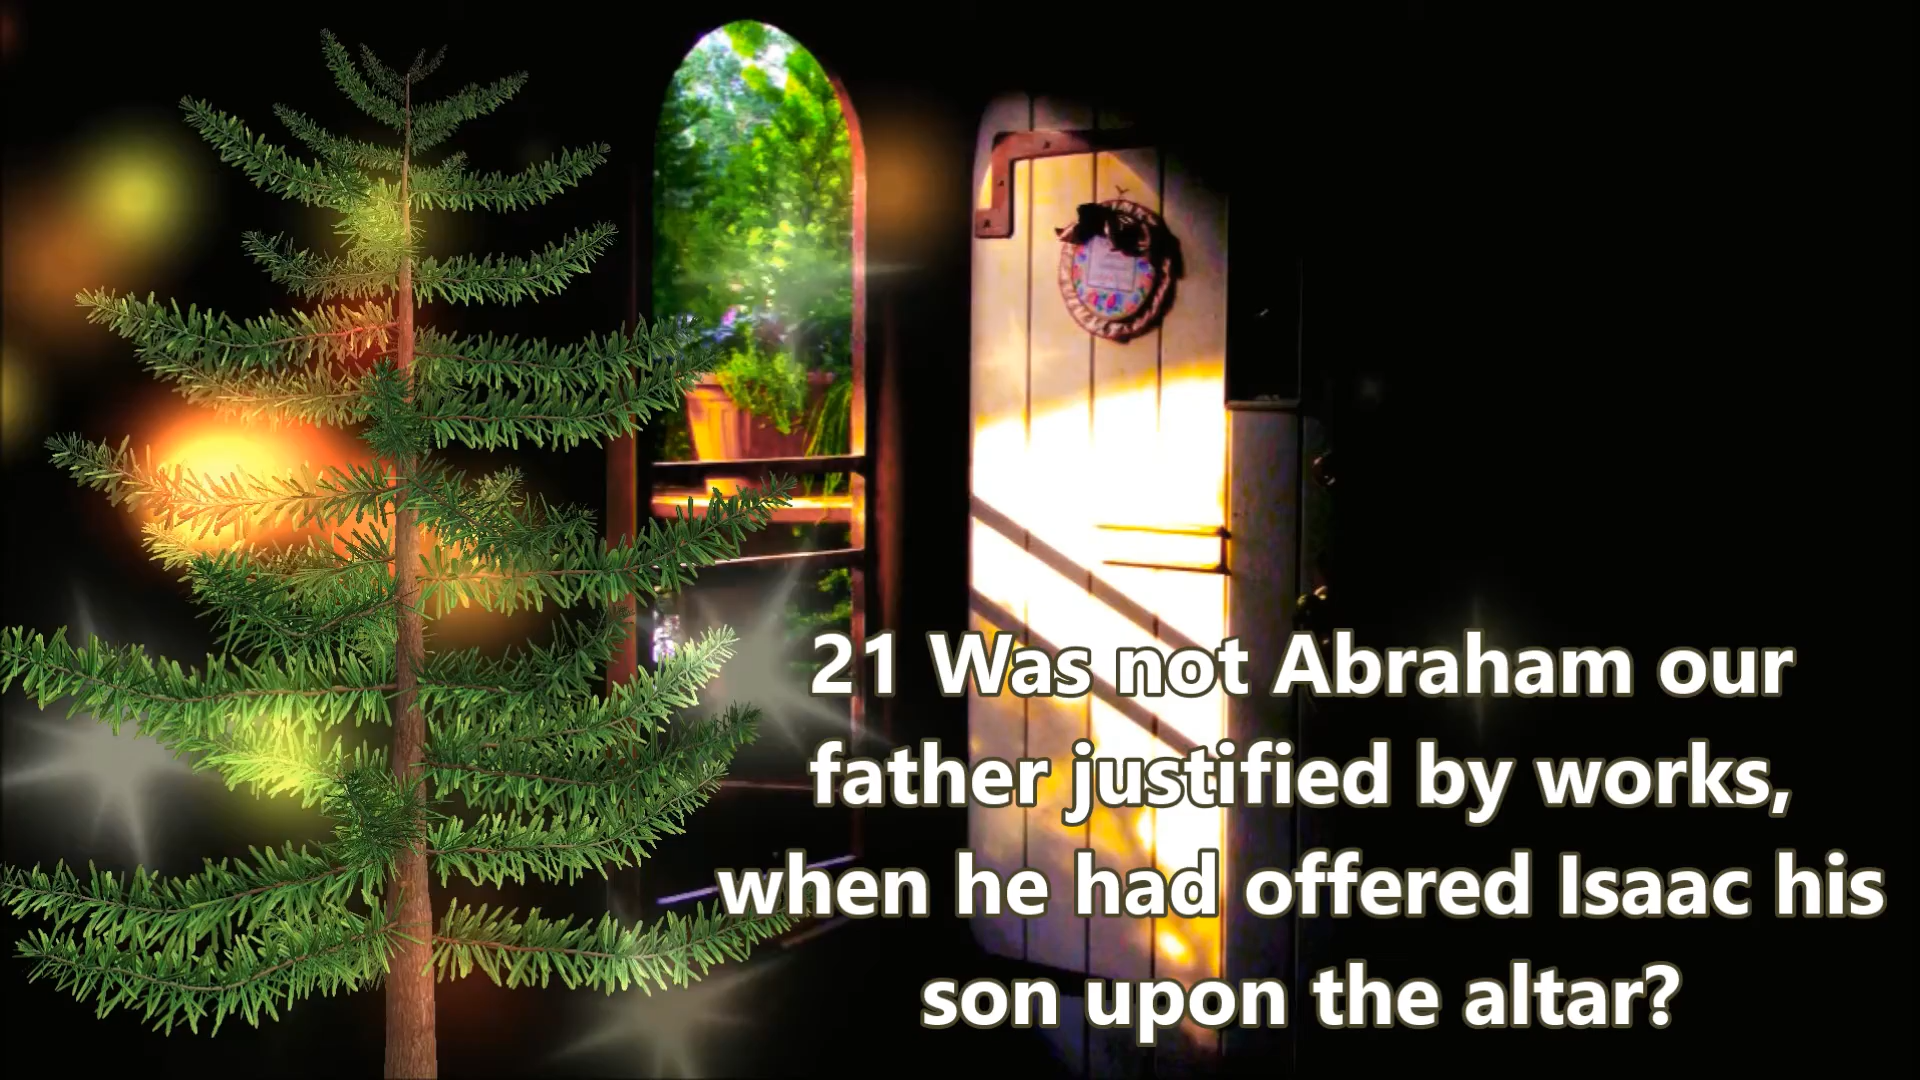 21 Was not Abraham our
father justified by works,
when he had offered Isaac his
son upon the altar?